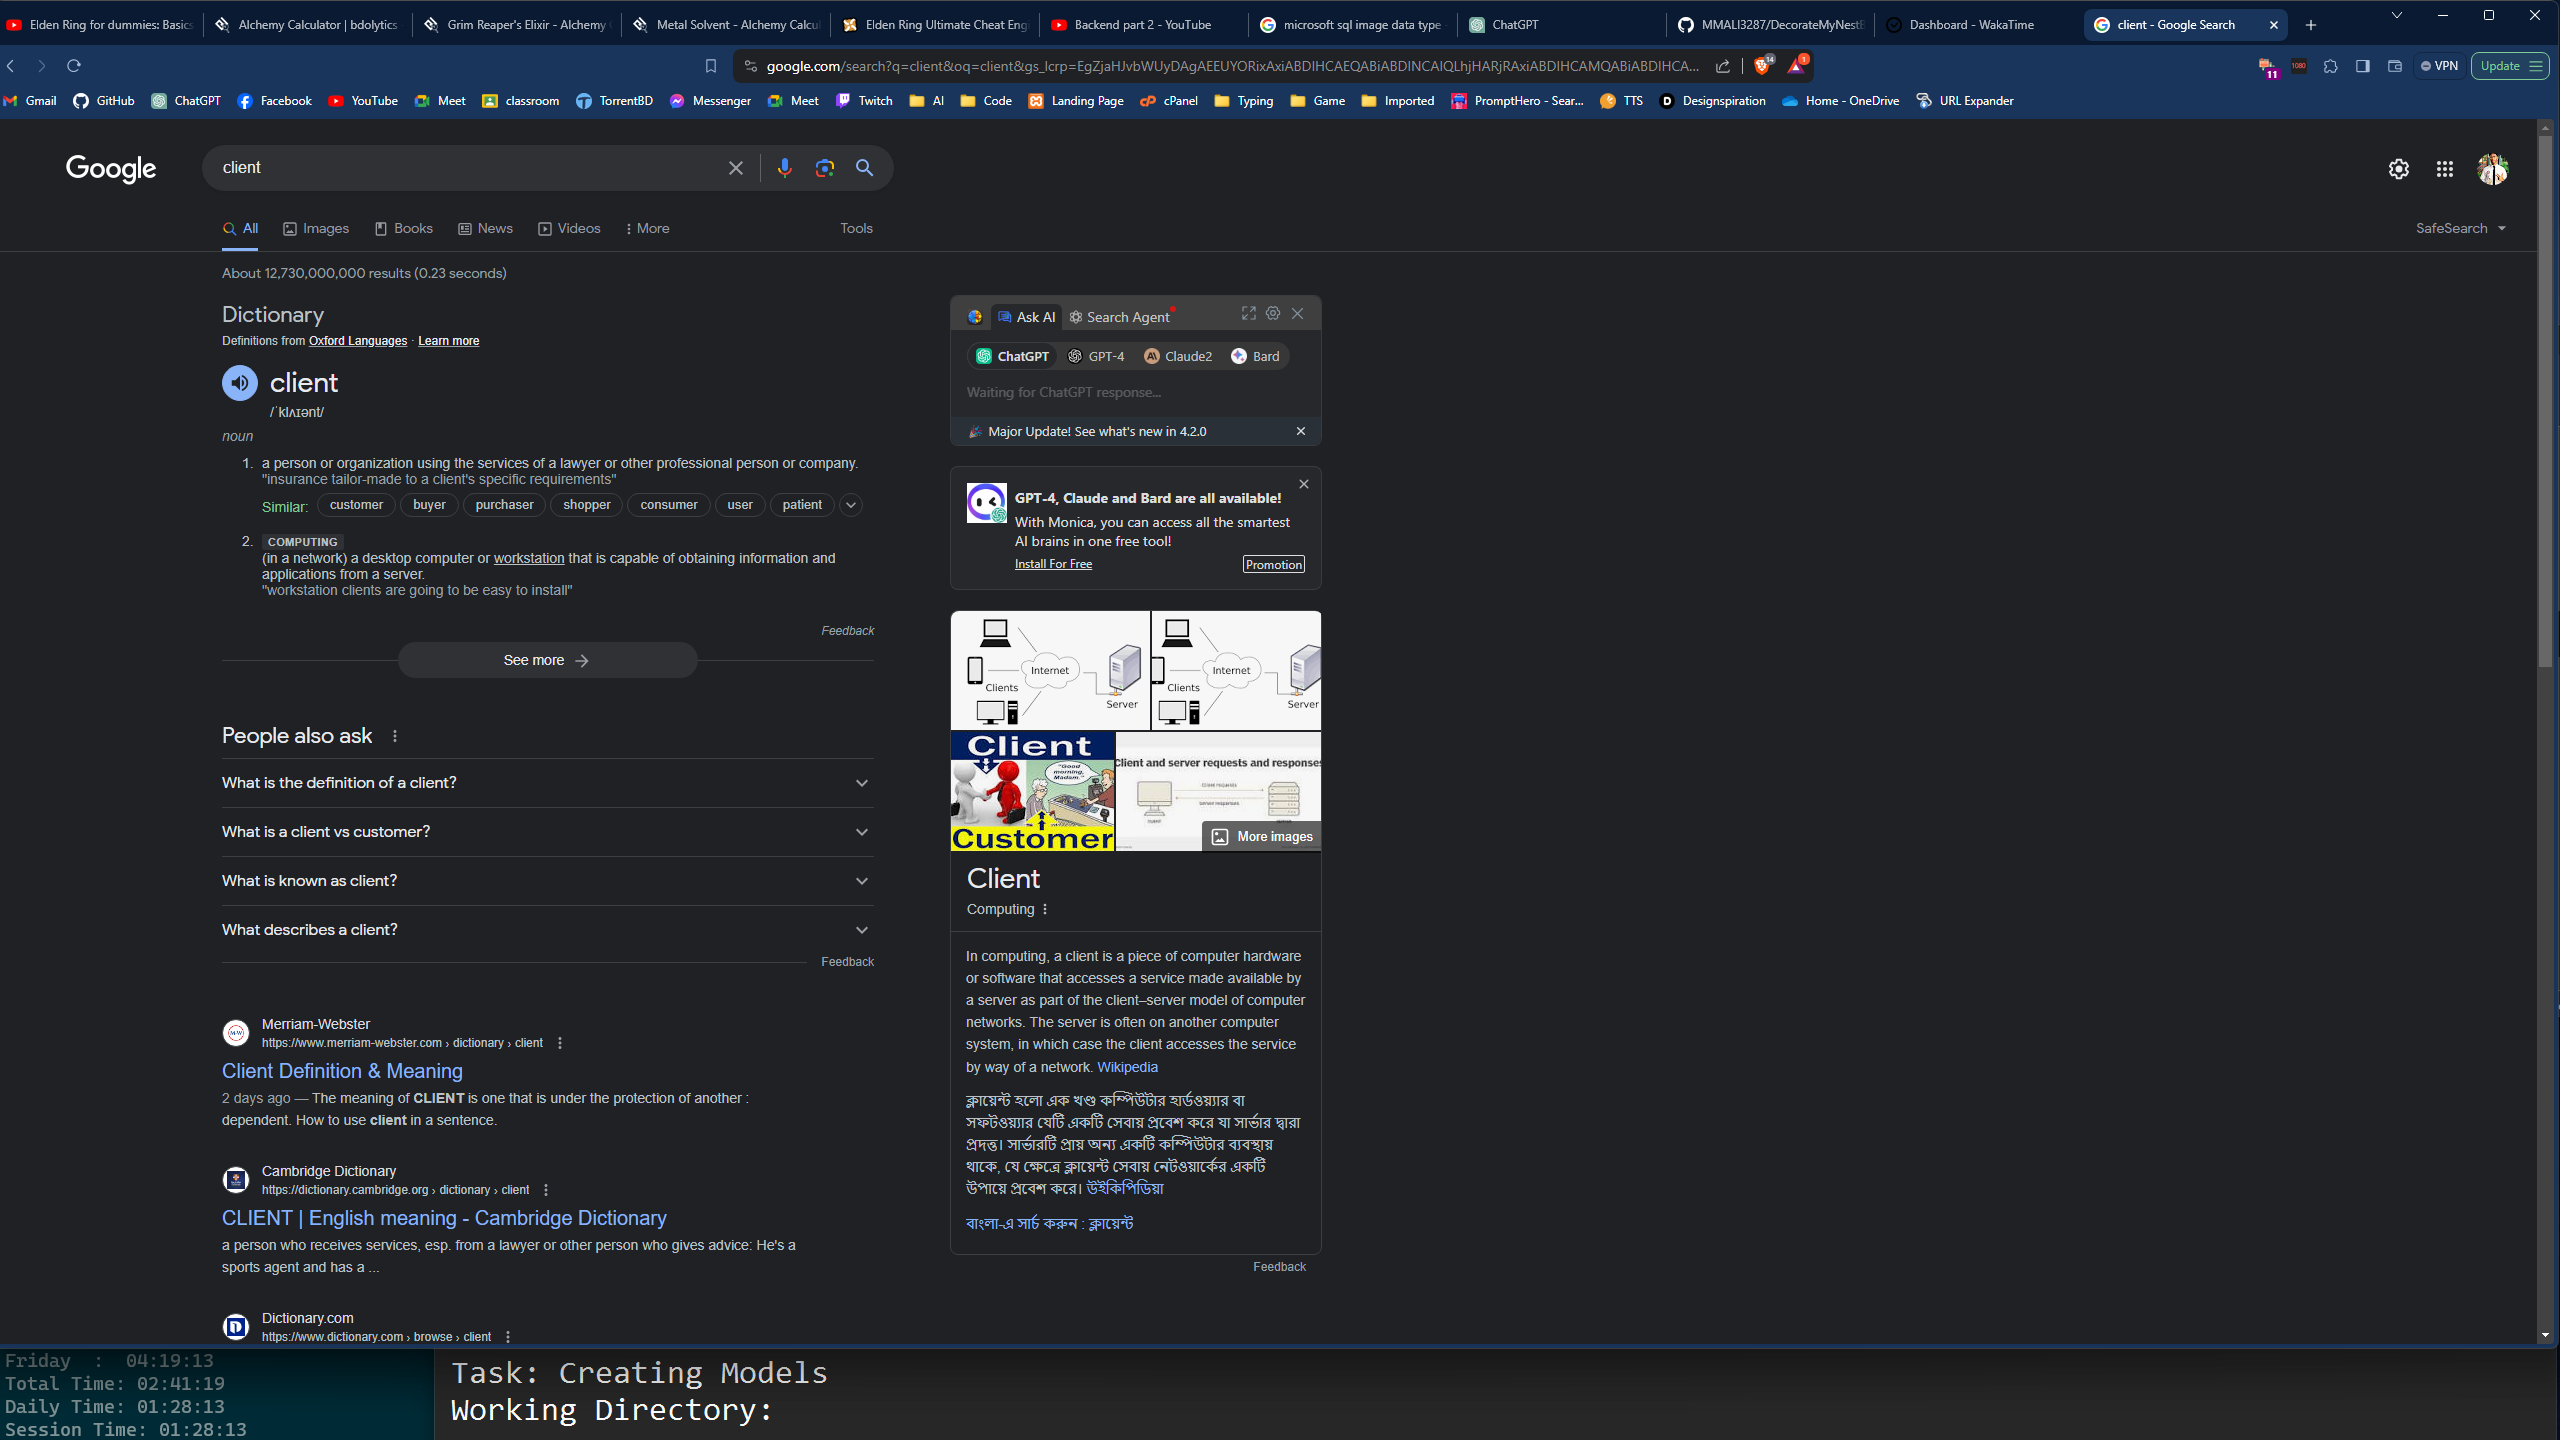 Elden Ring for dummies: Basics
Alchemy Calculator | bdolytics
Grim Reaper's Elixir - Alchemy
Metal Solvent - Alchemy Calcul
Elden Ring Ultimate Cheat Engi
Backend part 2 - YouTube
microsoft sql image data type
ChatGPT
MMALI3287/DecorateMyNest
Dashboard - WakaTime
client - Google Search
google.com/search?q=client&oq=client&gs_lcrp=EgZjaHJvbWUyDAgAEEUYORixAxiABDIHCAEQABiABDINCAIQLhjHARjRAxiABDIHCAMQABiABDIHCA...
14
1
11
1080
VPN
Update
Gmail
GitHub
ChatGPT
Facebook
YouTube
Meet
classroom
TorrentBD
Messenger
Meet
Twitch
AI
Code
Landing Page
cPanel
Typing
Game
Imported
PromptHero - Sear...
TTS
Designspiration
Home - OneDrive
URL Expander
Google
client
All
Images
Books
News
Videos
More
Tools
SafeSearch
About 12,730,000,000 results (0.23 seconds)
Dictionary
Definitions from Oxford Languages · Learn more
client
/ˈklʌɪənt/
noun
1. a person or organization using the services of a lawyer or other professional person or company.
"insurance tailor-made to a client's specific requirements"
Similar: customer buyer purchaser shopper consumer user patient
2. COMPUTING
(in a network) a desktop computer or workstation that is capable of obtaining information and
applications from a server.
"workstation clients are going to be easy to install"
Feedback
See more
People also ask
What is the definition of a client?
What is a client vs customer?
What is known as client?
What describes a client?
Feedback
Merriam-Webster
https://www.merriam-webster.com › dictionary › client
Client Definition & Meaning
2 days ago — The meaning of CLIENT is one that is under the protection of another :
dependent. How to use client in a sentence.
Cambridge Dictionary
https://dictionary.cambridge.org › dictionary › client
CLIENT | English meaning - Cambridge Dictionary
a person who receives services, esp. from a lawyer or other person who gives advice: He's a
sports agent and has a ...
Dictionary.com
https://www.dictionary.com › browse › client
Ask AI
Search Agent
ChatGPT
GPT-4
Claude2
Bard
Waiting for ChatGPT response...
Major Update! See what's new in 4.2.0
GPT-4, Claude and Bard are all available!
With Monica, you can access all the smartest
AI brains in one free tool!
Install For Free
Promotion
Internet
Clients
Server
Internet
Clients
Server
Client
"Good morning, Madam."
Customer
Client and server requests and responses
Client requests
Server responses
More images
Client
Computing
In computing, a client is a piece of computer hardware
or software that accesses a service made available by
a server as part of the client–server model of computer
networks. The server is often on another computer
system, in which case the client accesses the service
by way of a network. Wikipedia
ক্লায়েন্ট হলো এক খণ্ড কম্পিউটার হার্ডওয়্যার বা
সফটওয়্যার যেটি একটি সেবায় প্রবেশ করে যা সার্ভার দ্বারা
প্রদত্ত। সার্ভারটি প্রায় অন্য একটি কম্পিউটার ব্যবস্থায়
থাকে, যে ক্ষেত্রে ক্লায়েন্ট সেবায় নেটওয়ার্কের একটি
উপায়ে প্রবেশ করে। উইকিপিডিয়া
বাংলা-এ সার্চ করুন : ক্লায়েন্ট
Feedback
Friday : 04:19:13
Total Time: 02:41:19
Daily Time: 01:28:13
Session Time: 01:28:13
Task: Creating Models
Working Directory: